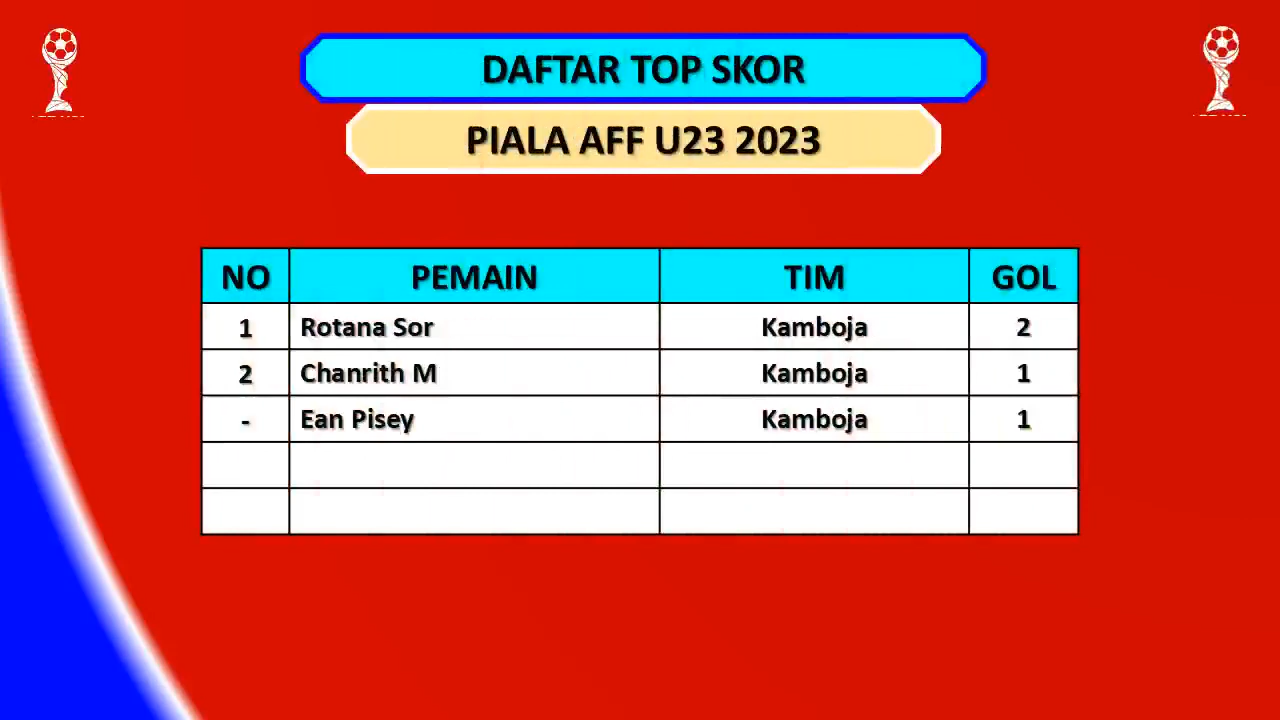 DAFTAR TOP SKOR
PIALA AFF U23 2023
NO PEMAIN TIM GOL
1 Rotana Sor Kamboja 2
2 Chanrith M Kamboja 1
- Ean Pisey Kamboja 1